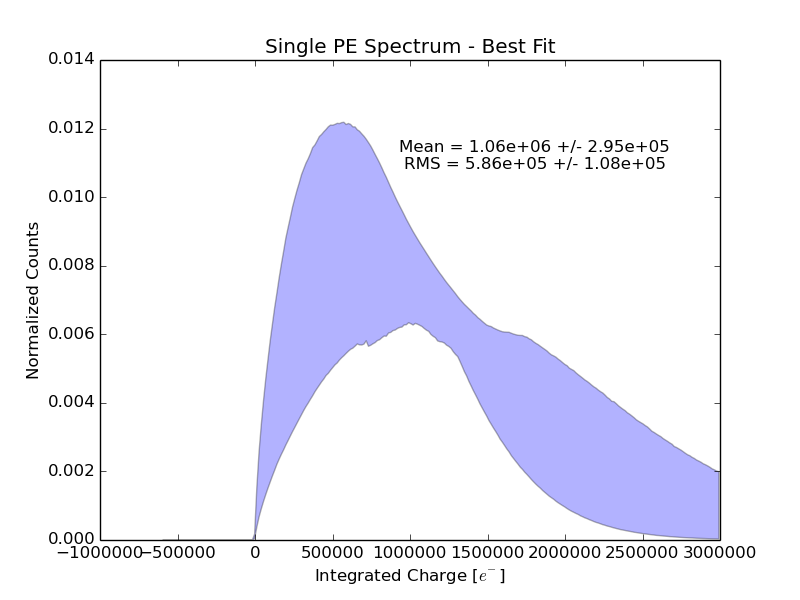 Single PE Spectrum - Best Fit
0.014
0.012
Mean = 1.06e+06 +/- 2.95e+05
RMS = 5.86e+05 +/- 1.08e+05
0.010
0.008
0.006
0.004
0.002
0.000
−1000000 −500000 0 500000 1000000 1500000 2000000 2500000 3000000
Normalized Counts
Integrated Charge [e⁻]